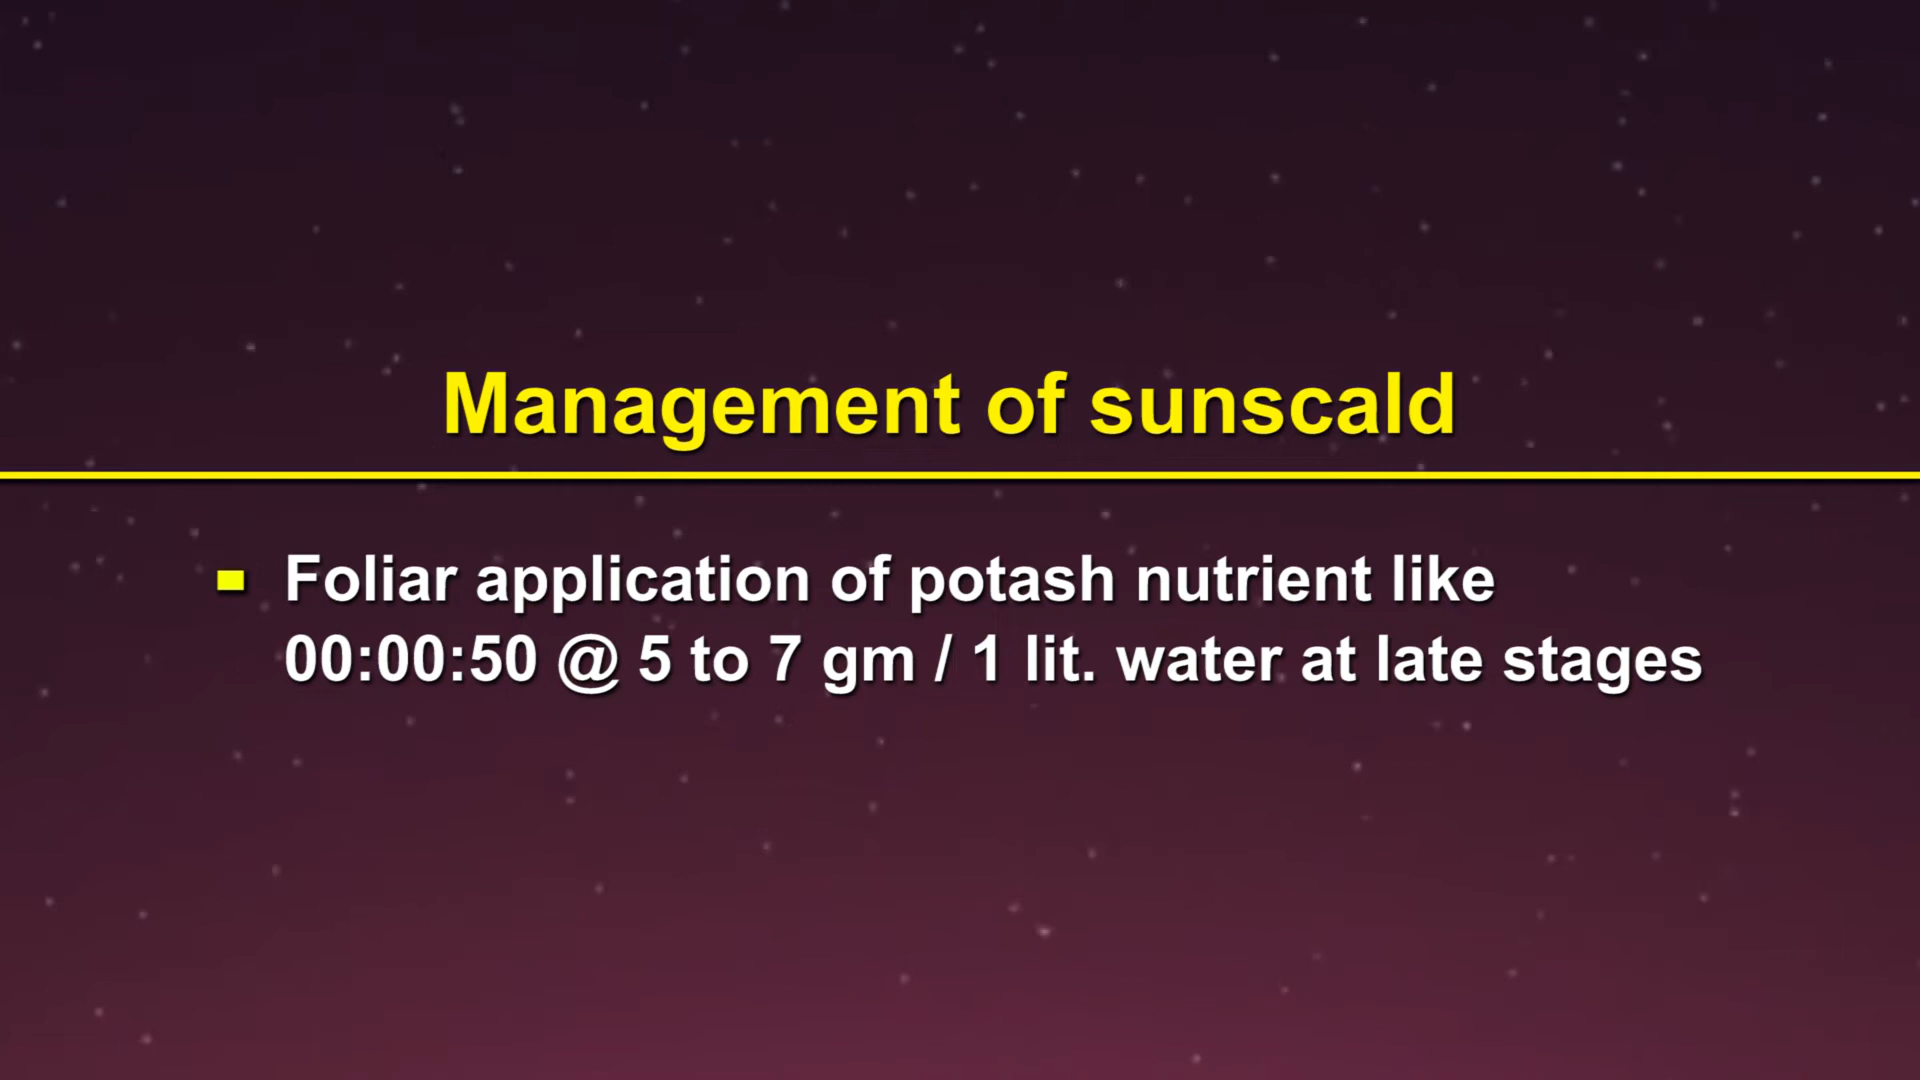 Management of sunscald
Foliar application of potash nutrient like
00:00:50 @ 5 to 7 gm / 1 lit. water at late stages